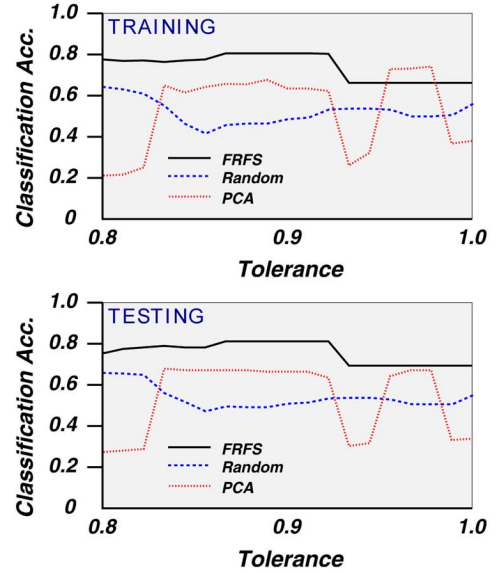 TRAINING
Classification Acc.
1.0
0.8
0.6
0.4
0.2
0
FRFS
Random
PCA
0.8
0.9
1.0
Tolerance
TESTING
Classification Acc.
1.0
0.8
0.6
0.4
0.2
0
FRFS
Random
PCA
0.8
0.9
1.0
Tolerance